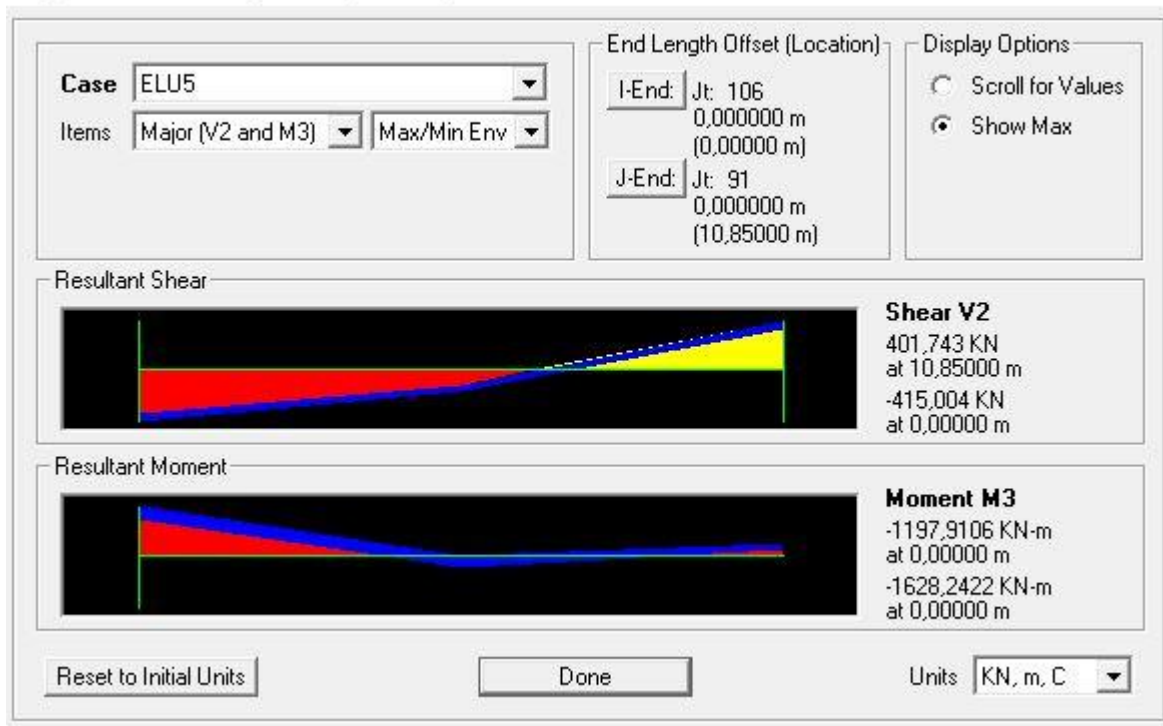 End Length Offset (Location)
Display Options
Case ELU5
Items Major (V2 and M3) Max/Min Env
I-End: Jt: 106
0,000000 m
(0,00000 m)
J-End: Jt: 91
0,000000 m
(10,85000 m)
Scroll for Values
Show Max
Resultant Shear
Shear V2
401,743 KN
at 10,85000 m
-415,004 KN
at 0,00000 m
Resultant Moment
Moment M3
-1197,9106 KN-m
at 0,00000 m
-1628,2422 KN-m
at 0,00000 m
Reset to Initial Units Done Units KN, m, C